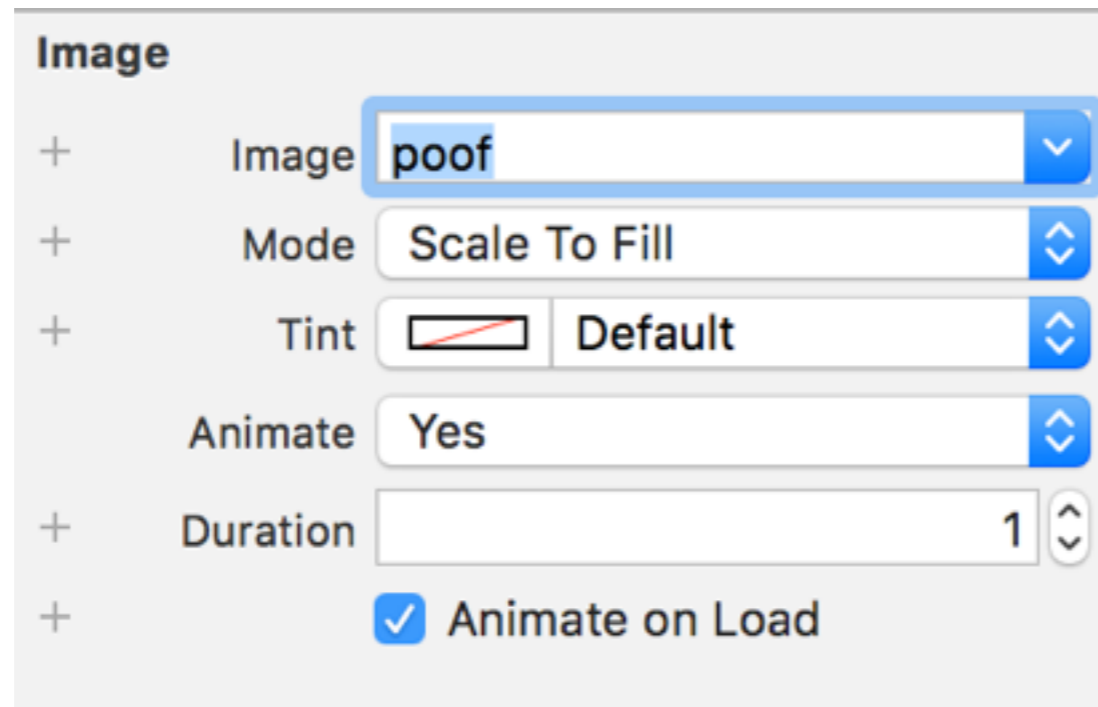 Image
Image poof
Mode Scale To Fill
Tint Default
Animate Yes
Duration 1
Animate on Load